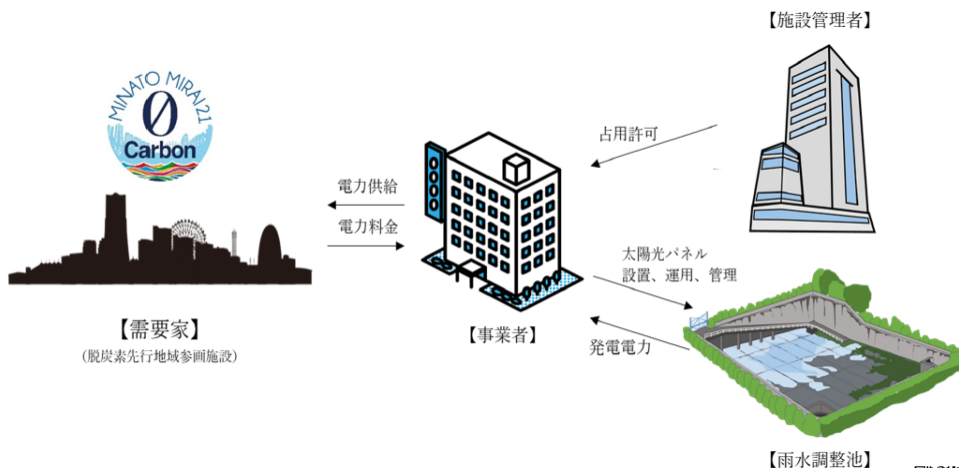 【施設管理者】
MINATO MIRAI 21
0
Carbon
占用許可
電力供給
電力料金
太陽光パネル
設置、運用、管理
【需要家】
（脱炭素先行地域参画施設）
【事業者】
発電電力
【雨水調整池】